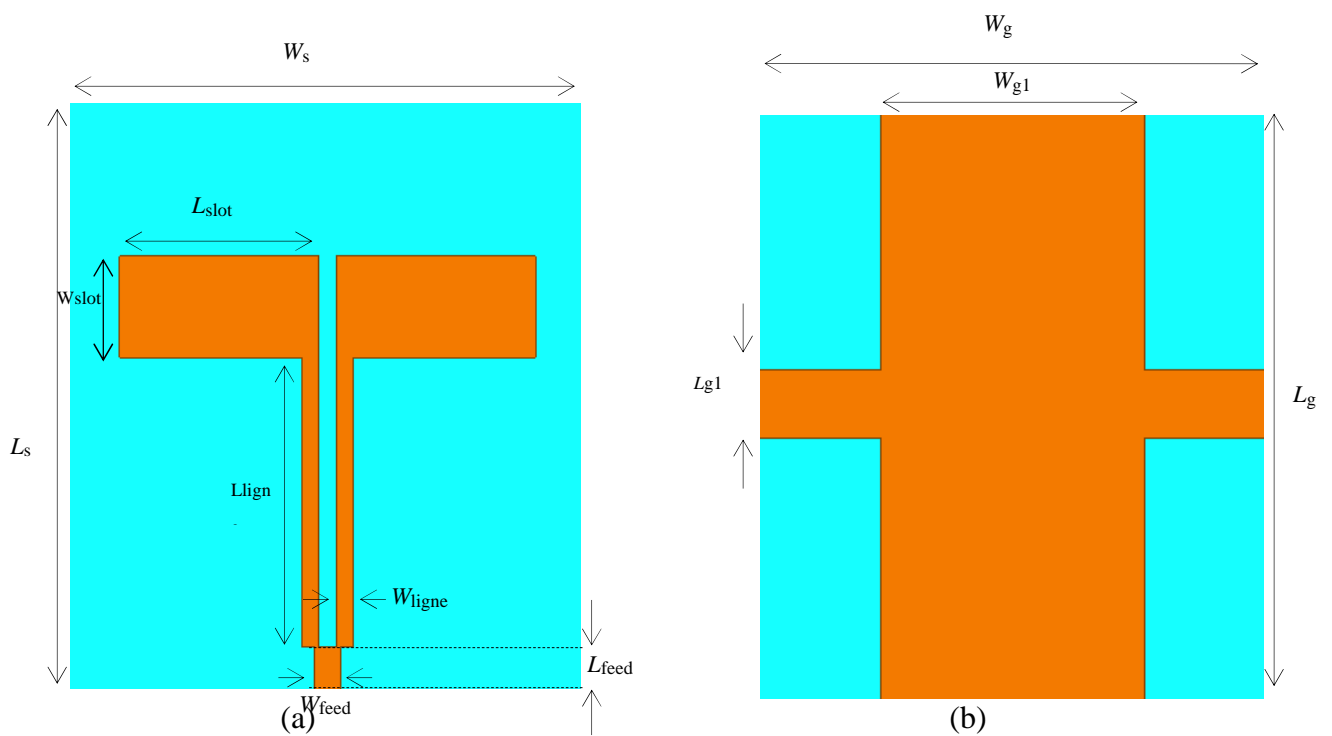 Ws
Lslot
Wslot
Ls
Llign
Wligne
Lfeed
Wfeed
(a)
Wg
Wg1
Lg1
Lg
(b)